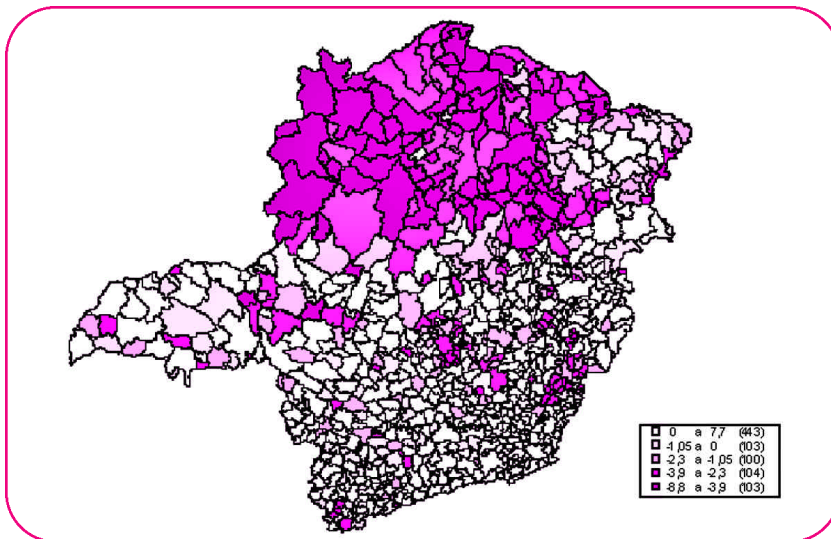 0 a 7,7 (443)
-1,05 a 0 (103)
-2,3 a -1,05 (100)
-3,9 a -2,3 (104)
-8,8 a -3,9 (103)